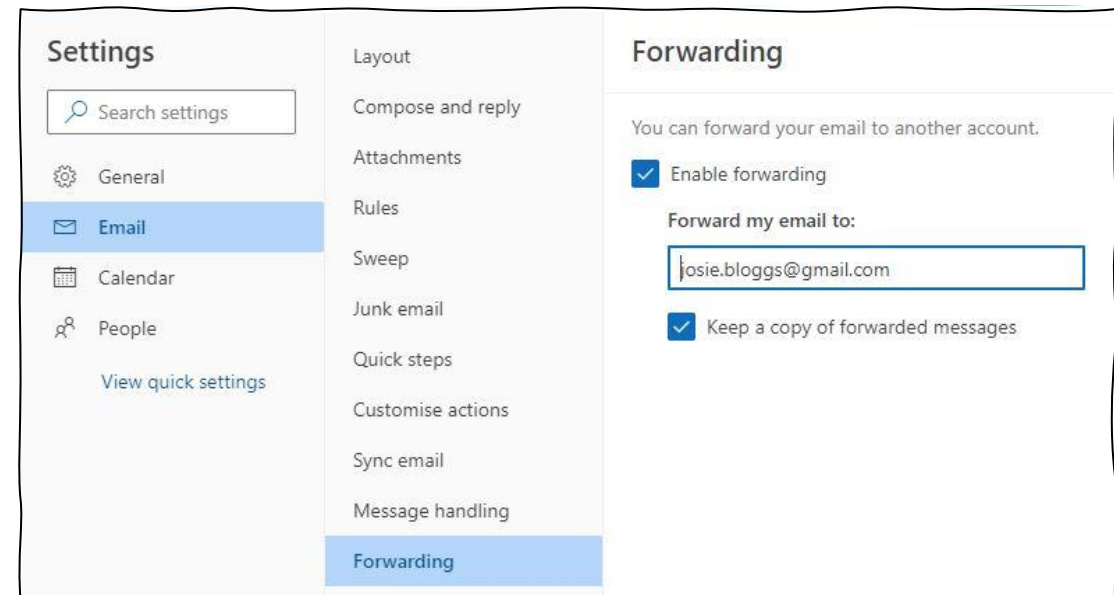 Settings
Search settings
General
Email
Calendar
People
View quick settings
Layout
Compose and reply
Attachments
Rules
Sweep
Junk email
Quick steps
Customise actions
Sync email
Message handling
Forwarding
Forwarding
You can forward your email to another account.
Enable forwarding
Forward my email to:
josie.bloggs@gmail.com
Keep a copy of forwarded messages